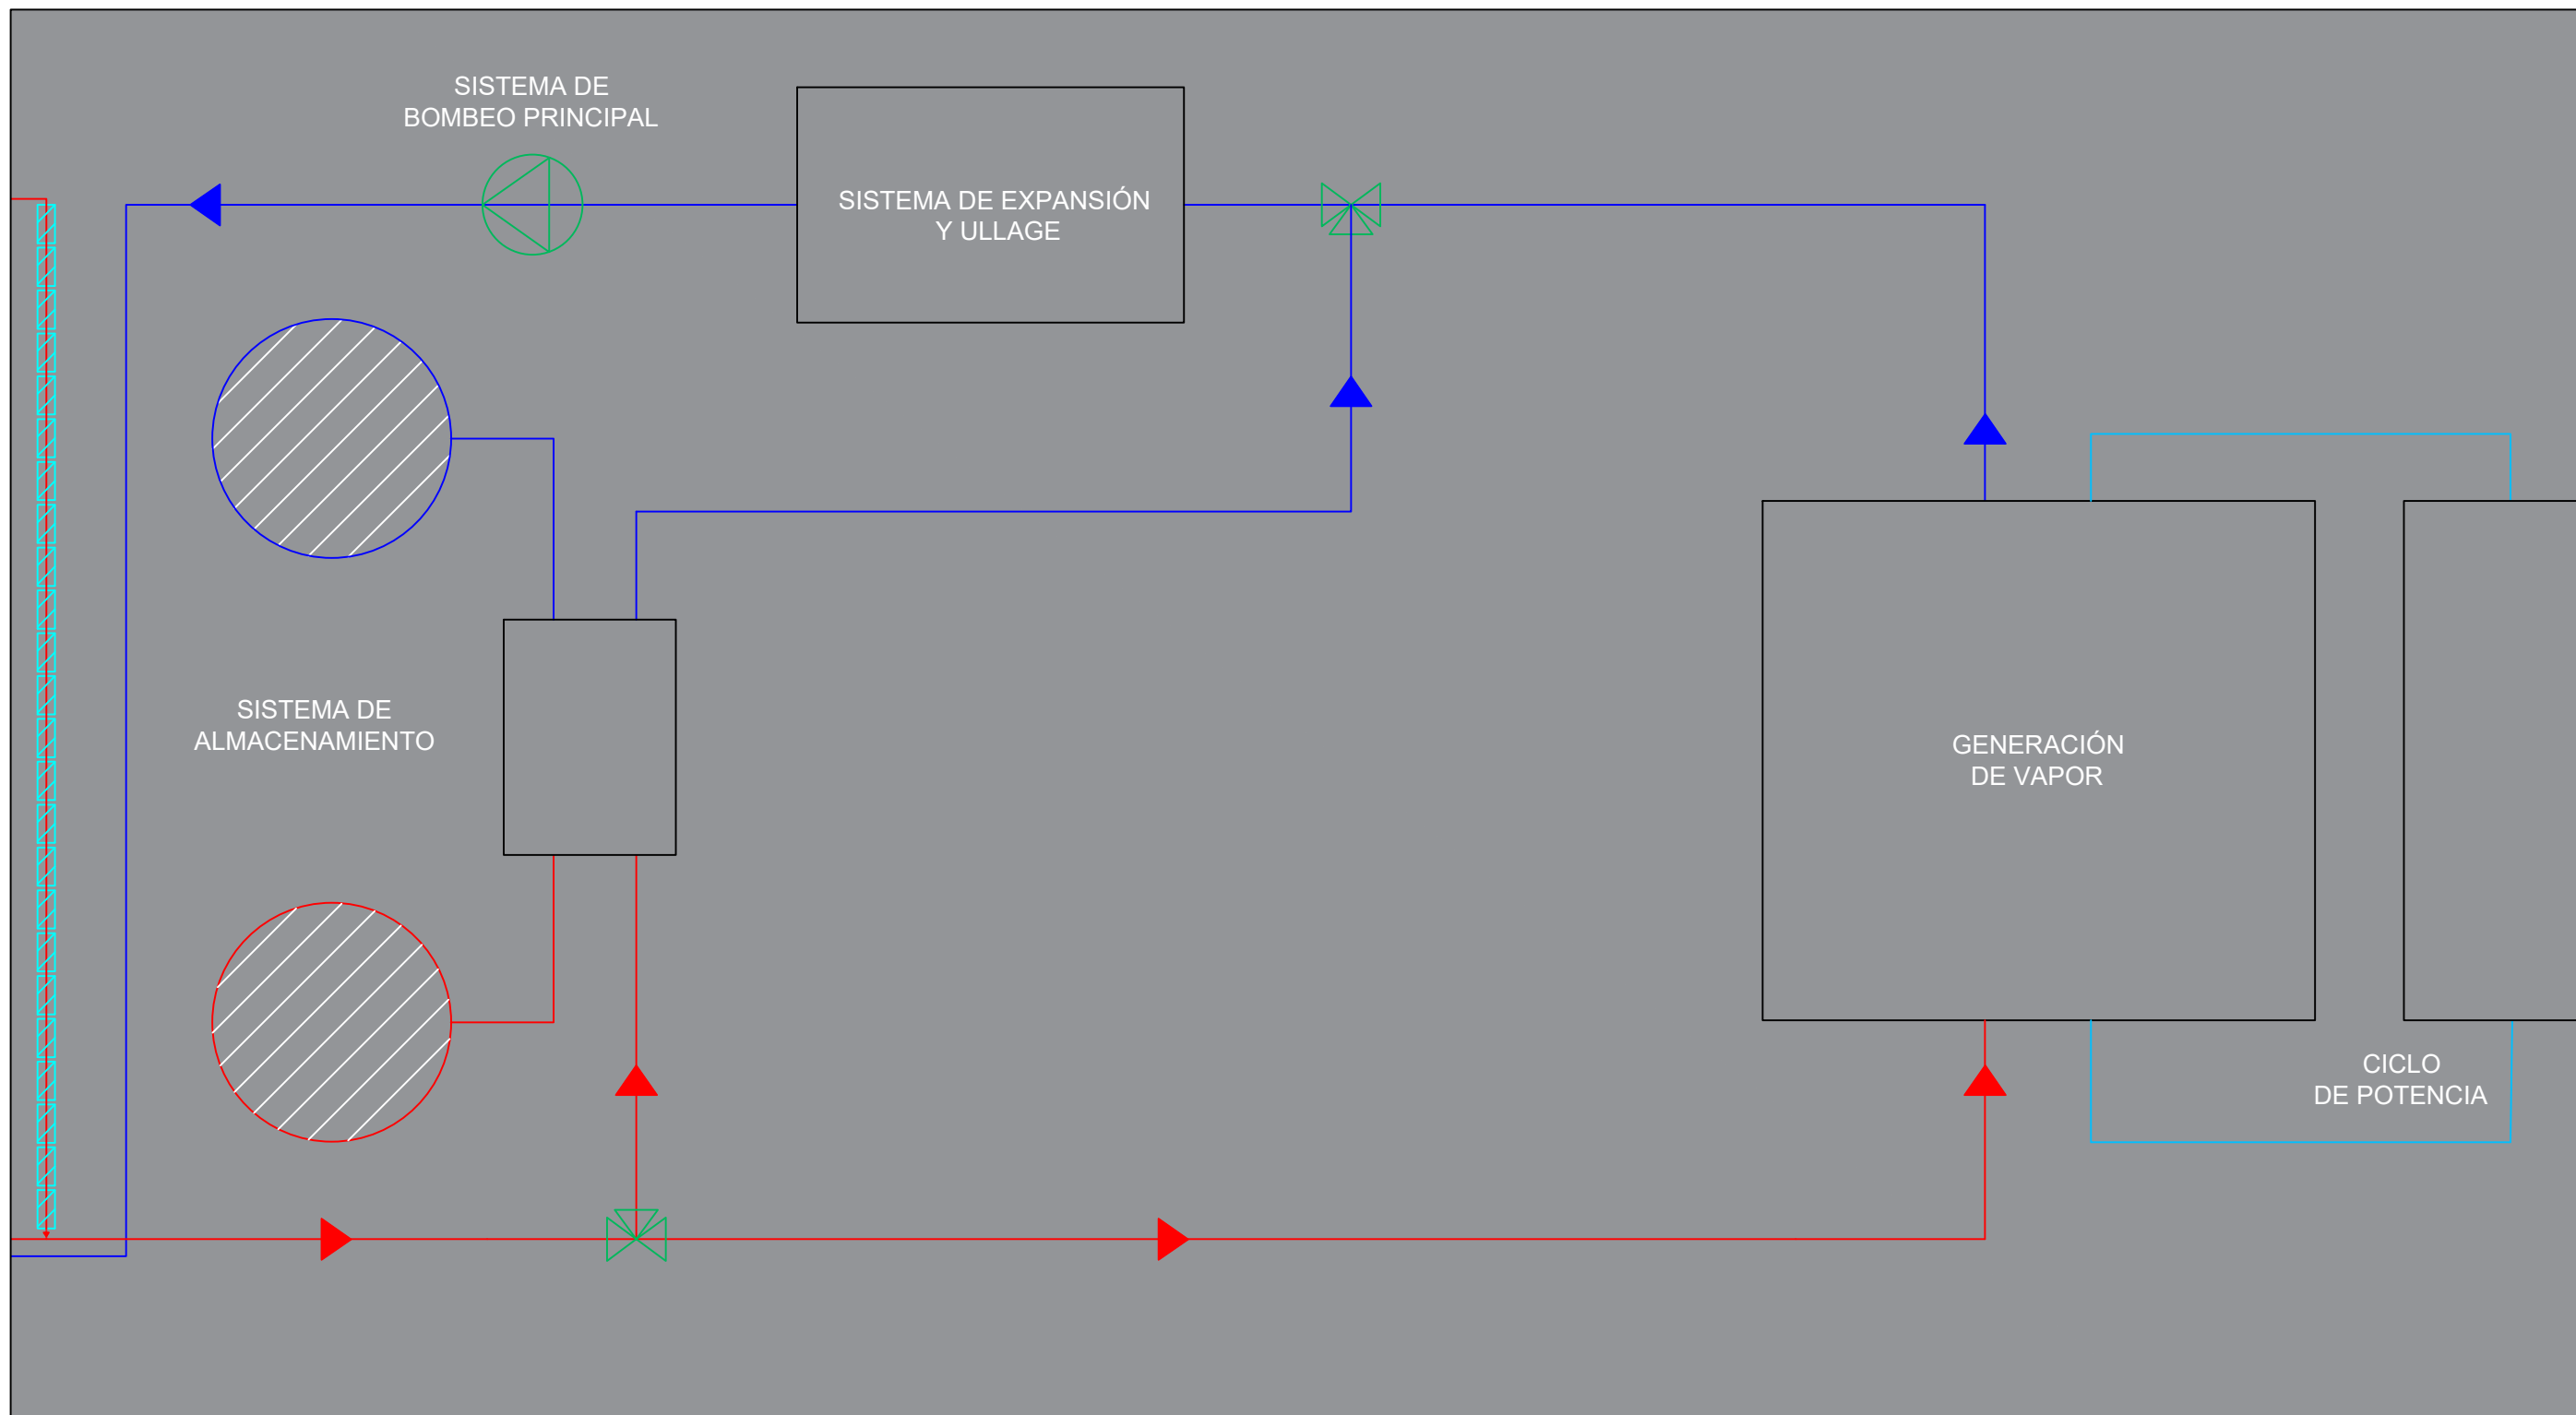 SISTEMA DE
BOMBEO PRINCIPAL
SISTEMA DE EXPANSIÓN
Y ULLAGE
SISTEMA DE
ALMACENAMIENTO
GENERACIÓN
DE VAPOR
CICLO
DE POTENCIA